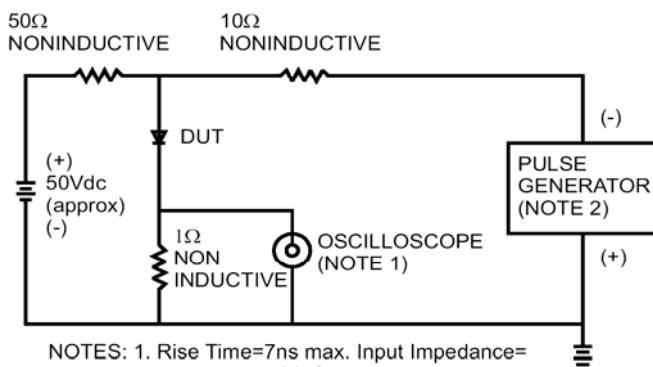 50Ω
NONINDUCTIVE
10Ω
NONINDUCTIVE
DUT
(+)
50Vdc
(approx)
(-)
1Ω
NON
INDUCTIVE
OSCILLOSCOPE
(NOTE 1)
(-)
PULSE
GENERATOR
(NOTE 2)
(+)
NOTES: 1. Rise Time=7ns max. Input Impedance=